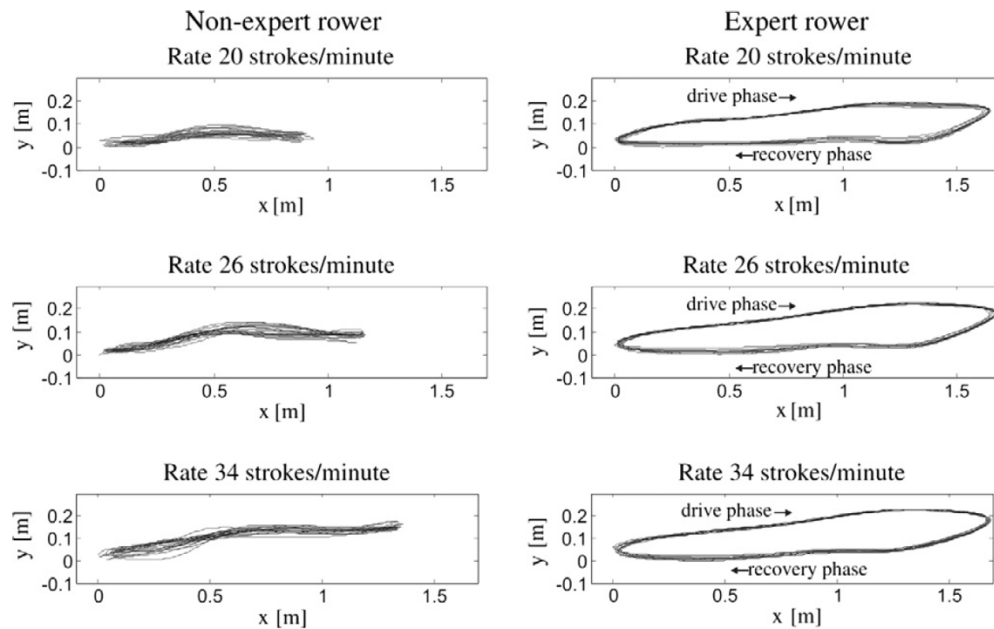 Non-expert rower
Expert rower
Rate 20 strokes/minute
Rate 20 strokes/minute
y [m]
0.2
0.1
0
-0.1
0
0.5
1
1.5
x [m]
y [m]
0.2
0.1
0
-0.1
drive phase→
←recovery phase
0
0.5
1
1.5
x [m]
Rate 26 strokes/minute
Rate 26 strokes/minute
y [m]
0.2
0.1
0
-0.1
0
0.5
1
1.5
x [m]
y [m]
0.2
0.1
0
-0.1
drive phase→
←recovery phase
0
0.5
1
1.5
x [m]
Rate 34 strokes/minute
Rate 34 strokes/minute
y [m]
0.2
0.1
0
-0.1
0
0.5
1
1.5
x [m]
y [m]
0.2
0.1
0
-0.1
drive phase→
←recovery phase
0
0.5
1
1.5
x [m]